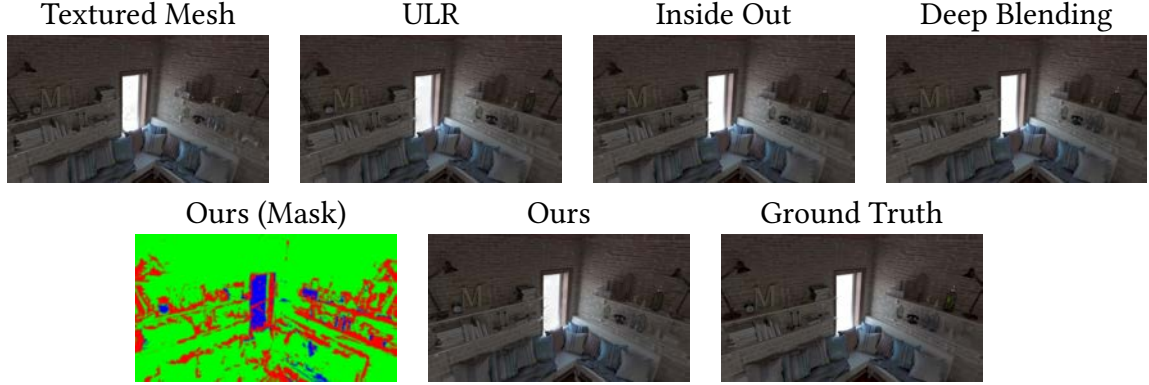 Textured Mesh
ULR
Inside Out
Deep Blending
M
M
M
M
Ours (Mask)
Ours
Ground Truth
M
M